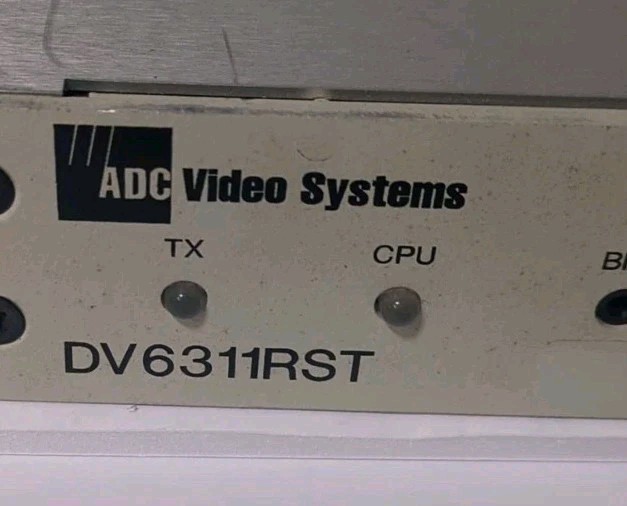 ADC Video Systems
TX CPU
DV6311RST